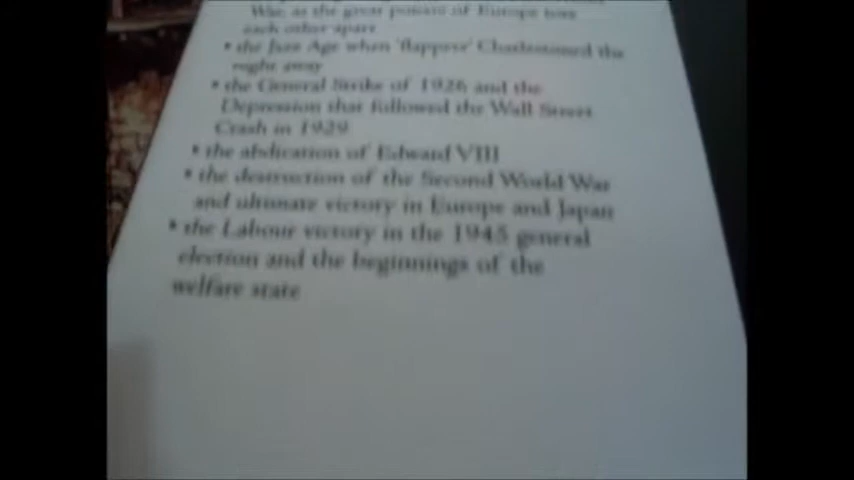 War, as the great powers of Europe tore
each other apart
• the Jazz Age when 'flappers' Charlestoned the
night away
• the General Strike of 1926 and the
Depression that followed the Wall Street
Crash in 1929
• the abdication of Edward VIII
• the destruction of the Second World War
and ultimate victory in Europe and Japan
• the Labour victory in the 1945 general
election and the beginnings of the
welfare state